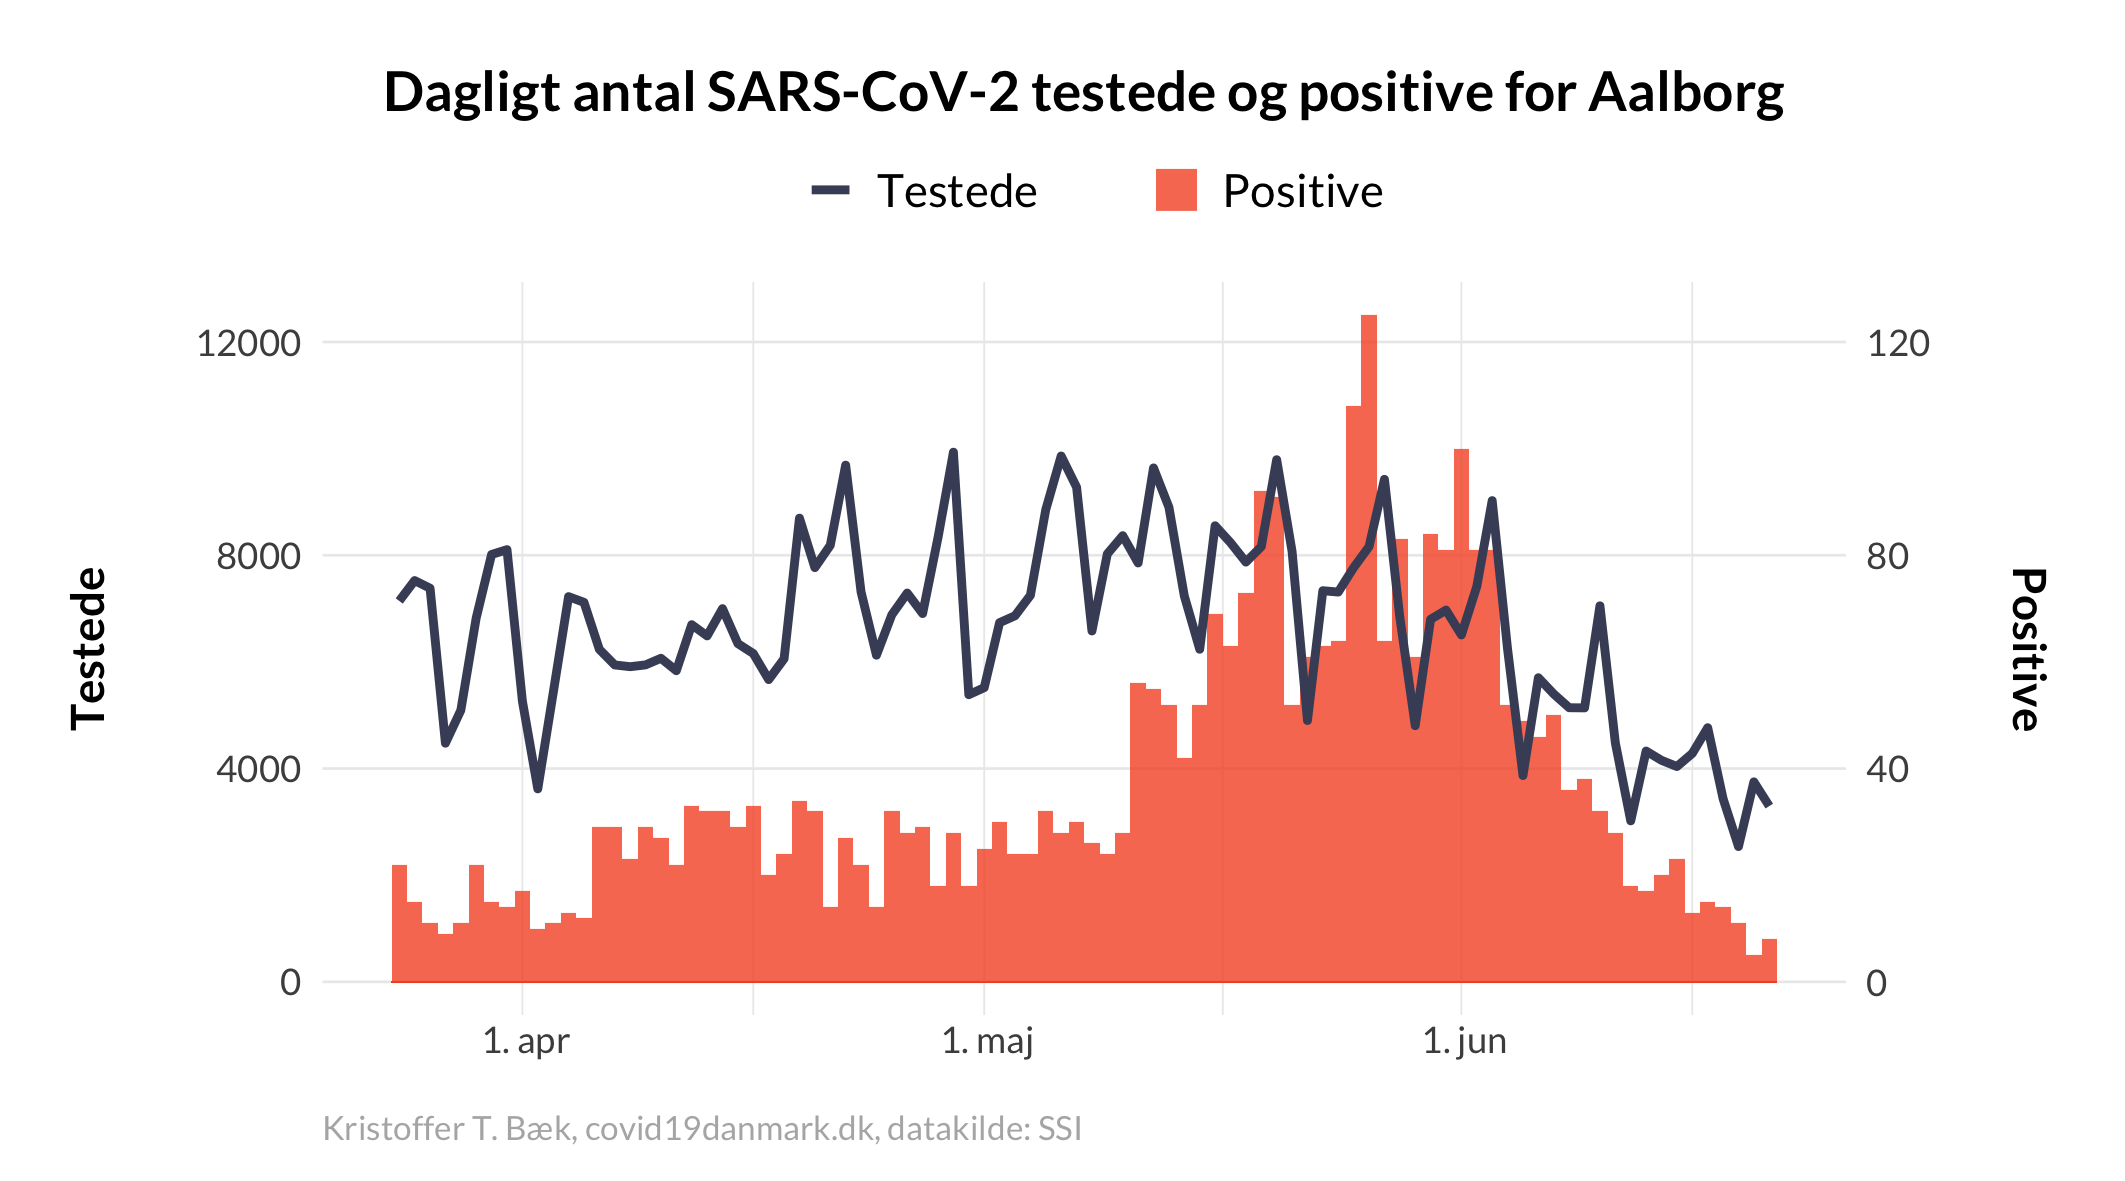 Dagligt antal SARS-CoV-2 testede og positive for Aalborg
Testede
Positive
12000
8000
4000
0
Testede
120
80
40
0
Positive
1. apr
1. maj
1. jun
Kristoffer T. Bæk, covid19danmark.dk, datakilde: SSI